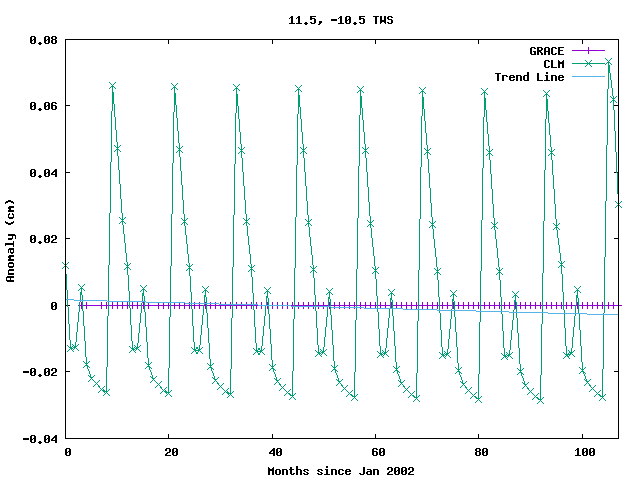 11.5, -10.5 TWS
0.08
0.06
0.04
0.02
0
-0.02
-0.04
Anomaly (cm)
GRACE
CLM
Trend Line
0 20 40 60 80 100
Months since Jan 2002